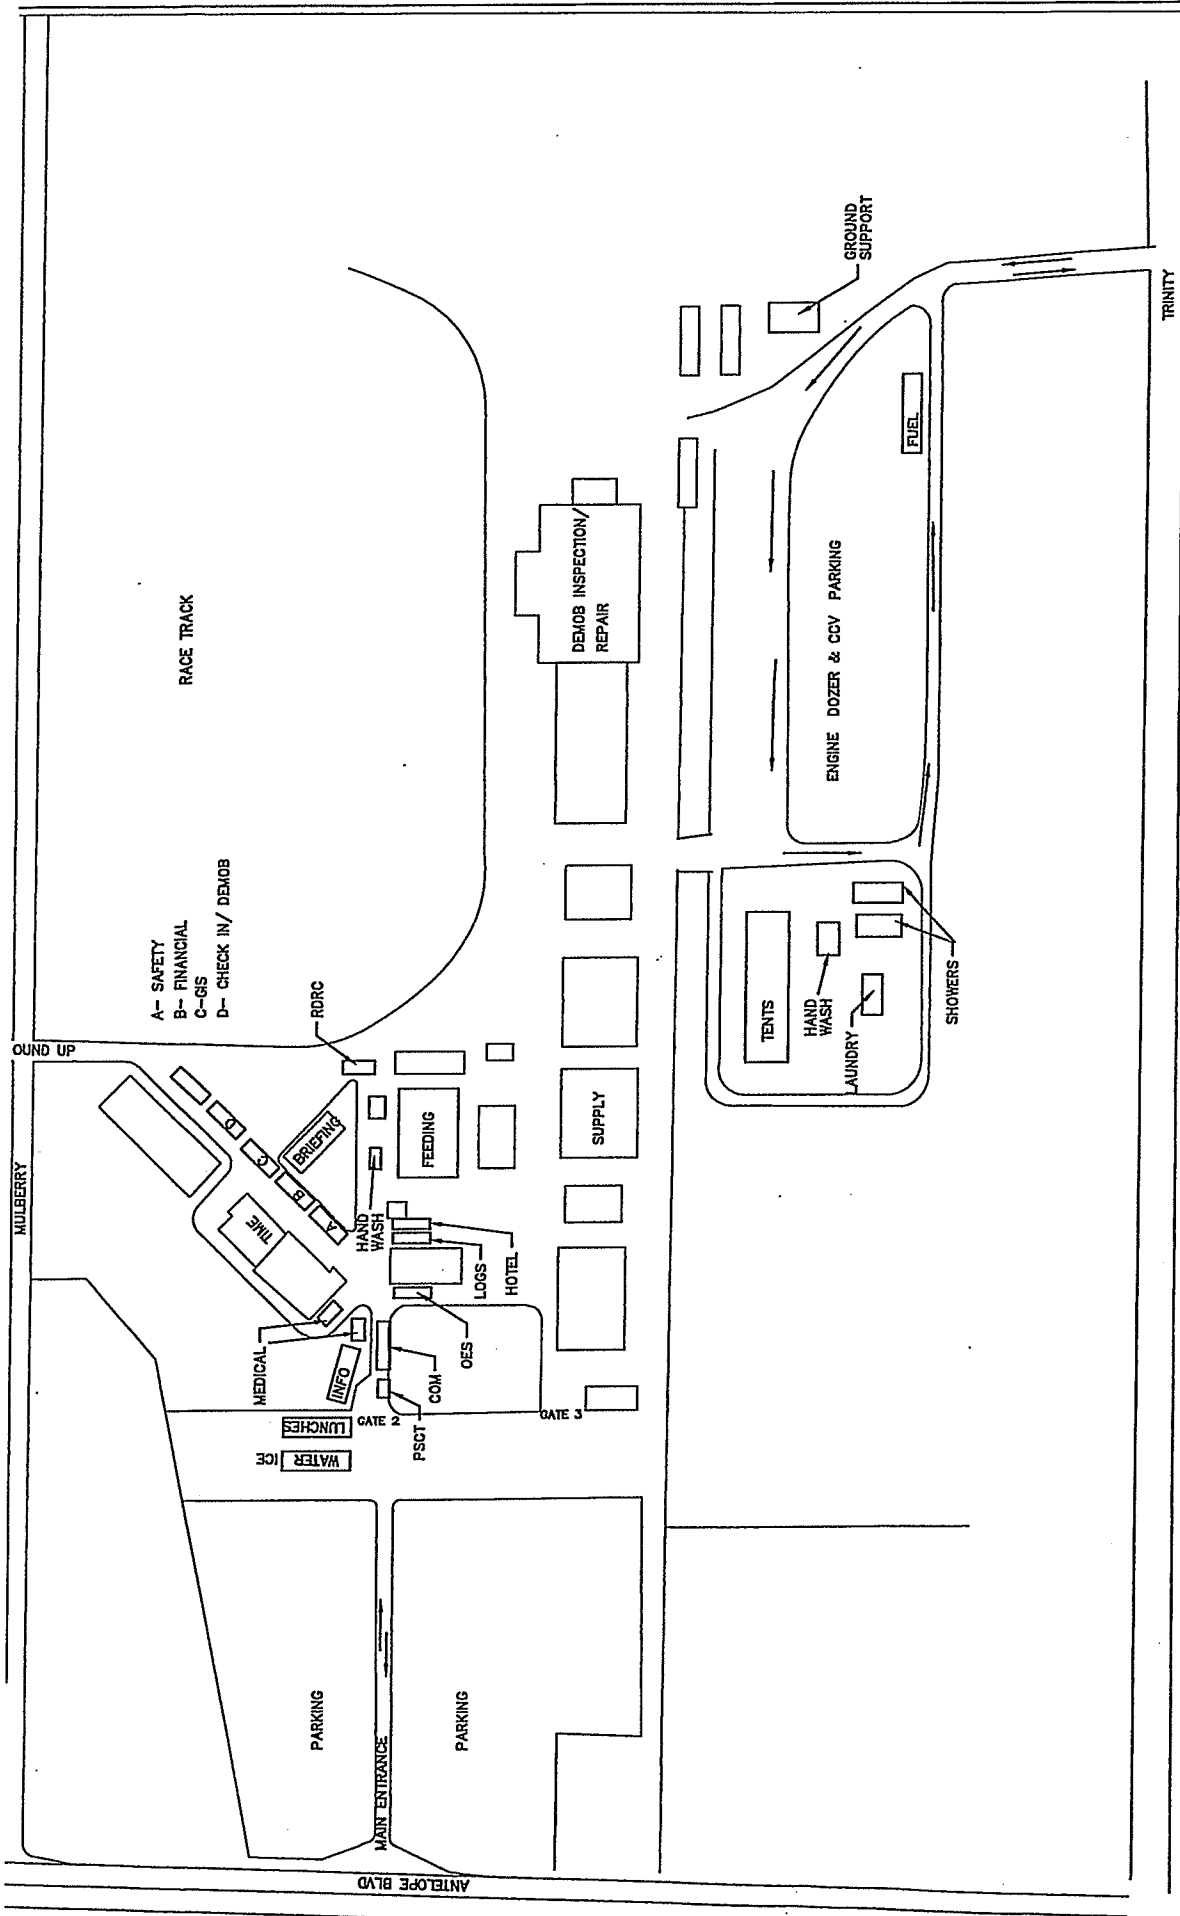 MULBERRY
OUND UP
RACE TRACK
A- SAFETY
B- FINANCIAL
C-GIS
D- CHECK IN/ DEMOB
RDRC
D
C
B
A
BRIEFING
TIME
HAND
WASH
FEEDING
MEDICAL
INFO
LOGS
HOTEL
OES
COM
PSCT
LUNCHES
WATER
ICE
GATE 2
GATE 3
SUPPLY
DEMOB INSPECTION/
REPAIR
GROUND
SUPPORT
FUEL
ENGINE DOZER & CCV PARKING
TENTS
HAND
WASH
LAUNDRY
SHOWERS
TRINITY
PARKING
MAIN ENTRANCE
PARKING
ANTELOPE BLVD